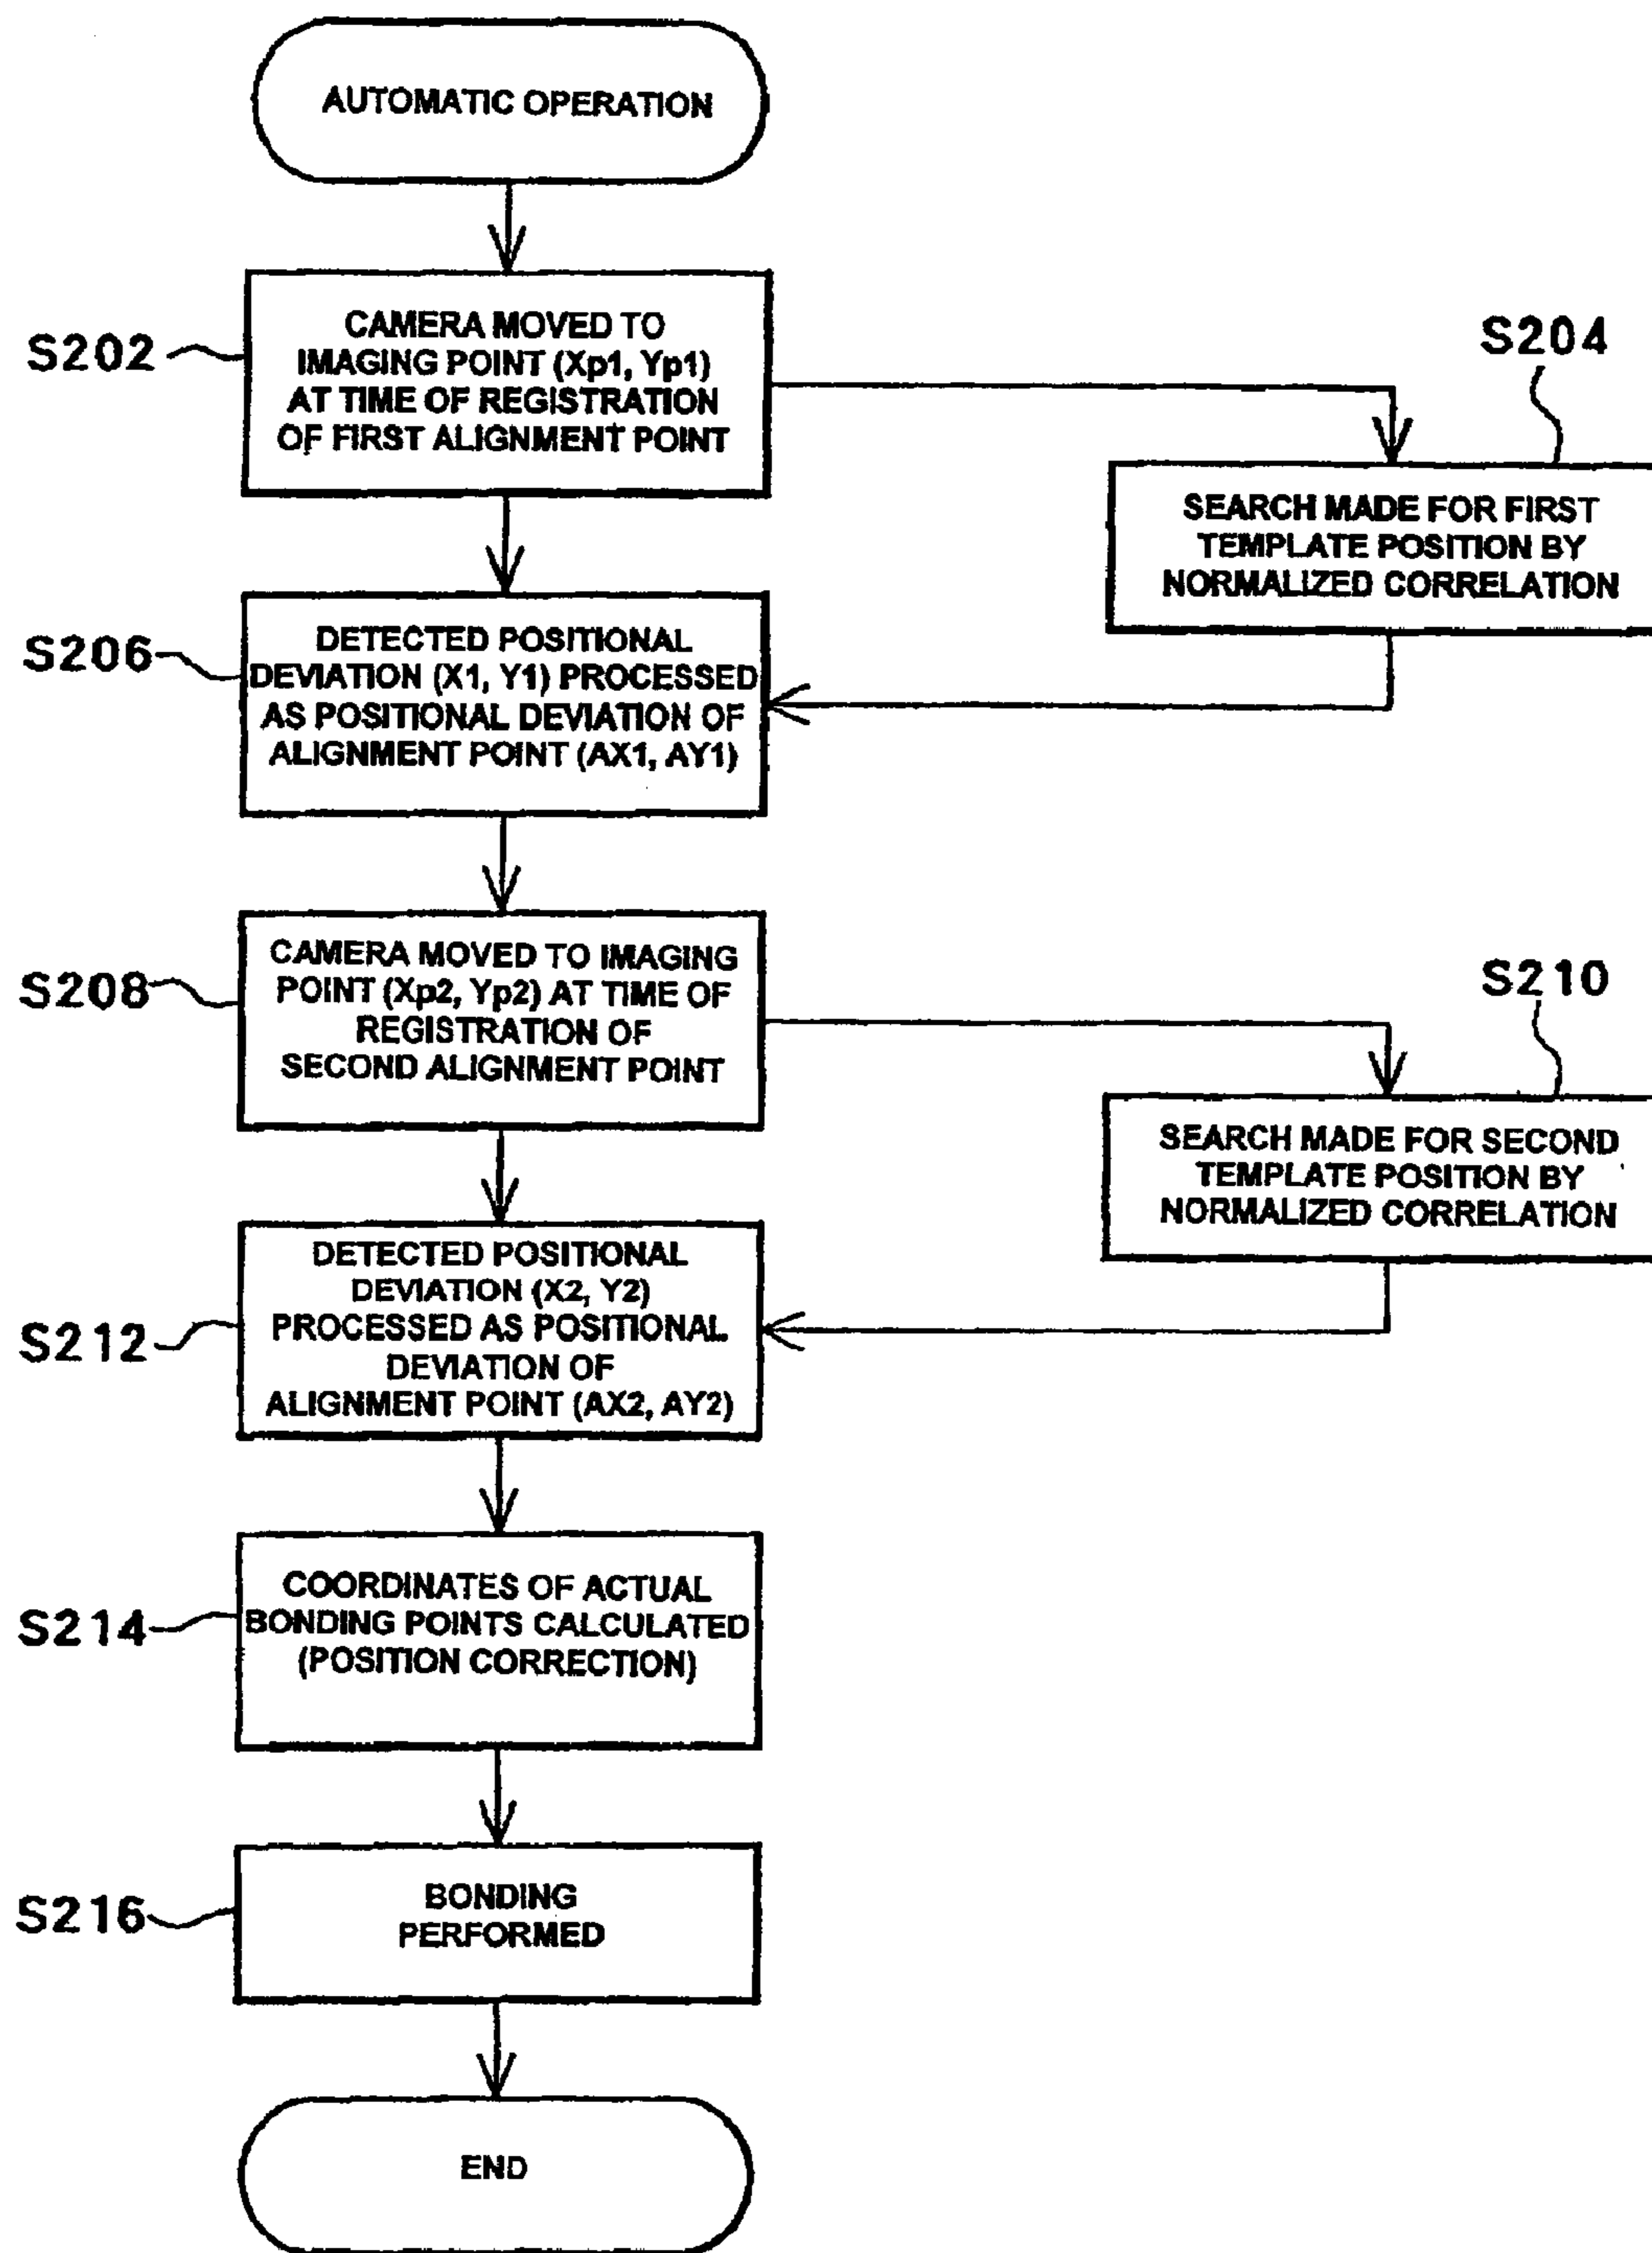 AUTOMATIC OPERATION
S202
CAMERA MOVED TO
IMAGING POINT (Xp1, Yp1)
AT TIME OF REGISTRATION
OF FIRST ALIGNMENT POINT
S204
SEARCH MADE FOR FIRST
TEMPLATE POSITION BY
NORMALIZED CORRELATION
S206
DETECTED POSITIONAL
DEVIATION (X1, Y1) PROCESSED
AS POSITIONAL DEVIATION OF
ALIGNMENT POINT (AX1, AY1)
S208
CAMERA MOVED TO IMAGING
POINT (Xp2, Yp2) AT TIME OF
REGISTRATION OF
SECOND ALIGNMENT POINT
S210
SEARCH MADE FOR SECOND
TEMPLATE POSITION BY
NORMALIZED CORRELATION
S212
DETECTED POSITIONAL
DEVIATION (X2, Y2)
PROCESSED AS POSITIONAL
DEVIATION OF
ALIGNMENT POINT (AX2, AY2)
S214
COORDINATES OF ACTUAL
BONDING POINTS CALCULATED
(POSITION CORRECTION)
S216
BONDING
PERFORMED
END